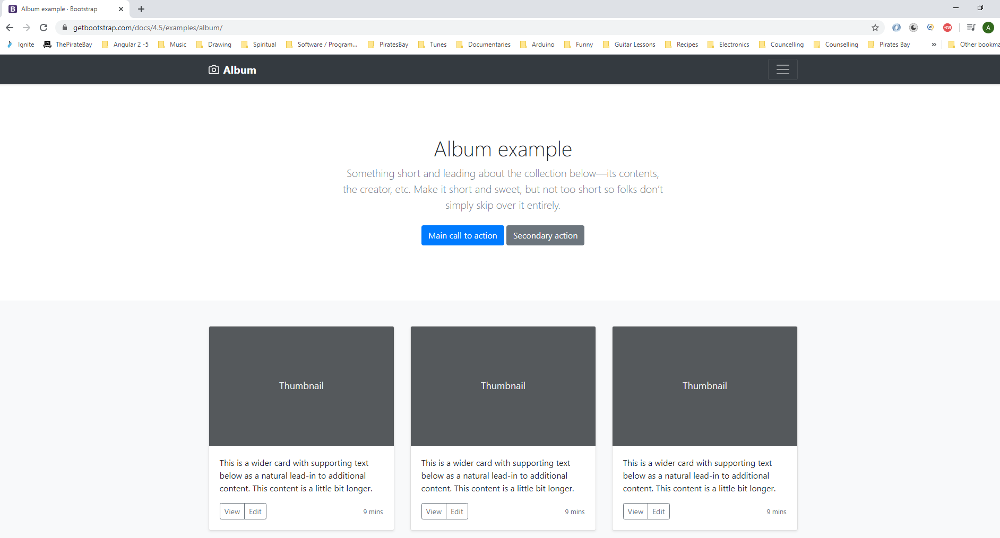 Album example · Bootstrap
getbootstrap.com/docs/4.5/examples/album/
A
Ignite ThePirateBay Angular 2 -5 Music Drawing Spiritual Software / Program... PiratesBay Tunes Documentaries Arduino Funny Guitar Lessons Recipes Electronics Councelling Counselling Pirates Bay » Other bookma
Album
Album example
Something short and leading about the collection below—its contents,
the creator, etc. Make it short and sweet, but not too short so folks don’t
simply skip over it entirely.
Main call to action Secondary action
Thumbnail Thumbnail Thumbnail
This is a wider card with supporting text
below as a natural lead-in to additional
content. This content is a little bit longer.
View Edit 9 mins
This is a wider card with supporting text
below as a natural lead-in to additional
content. This content is a little bit longer.
View Edit 9 mins
This is a wider card with supporting text
below as a natural lead-in to additional
content. This content is a little bit longer.
View Edit 9 mins